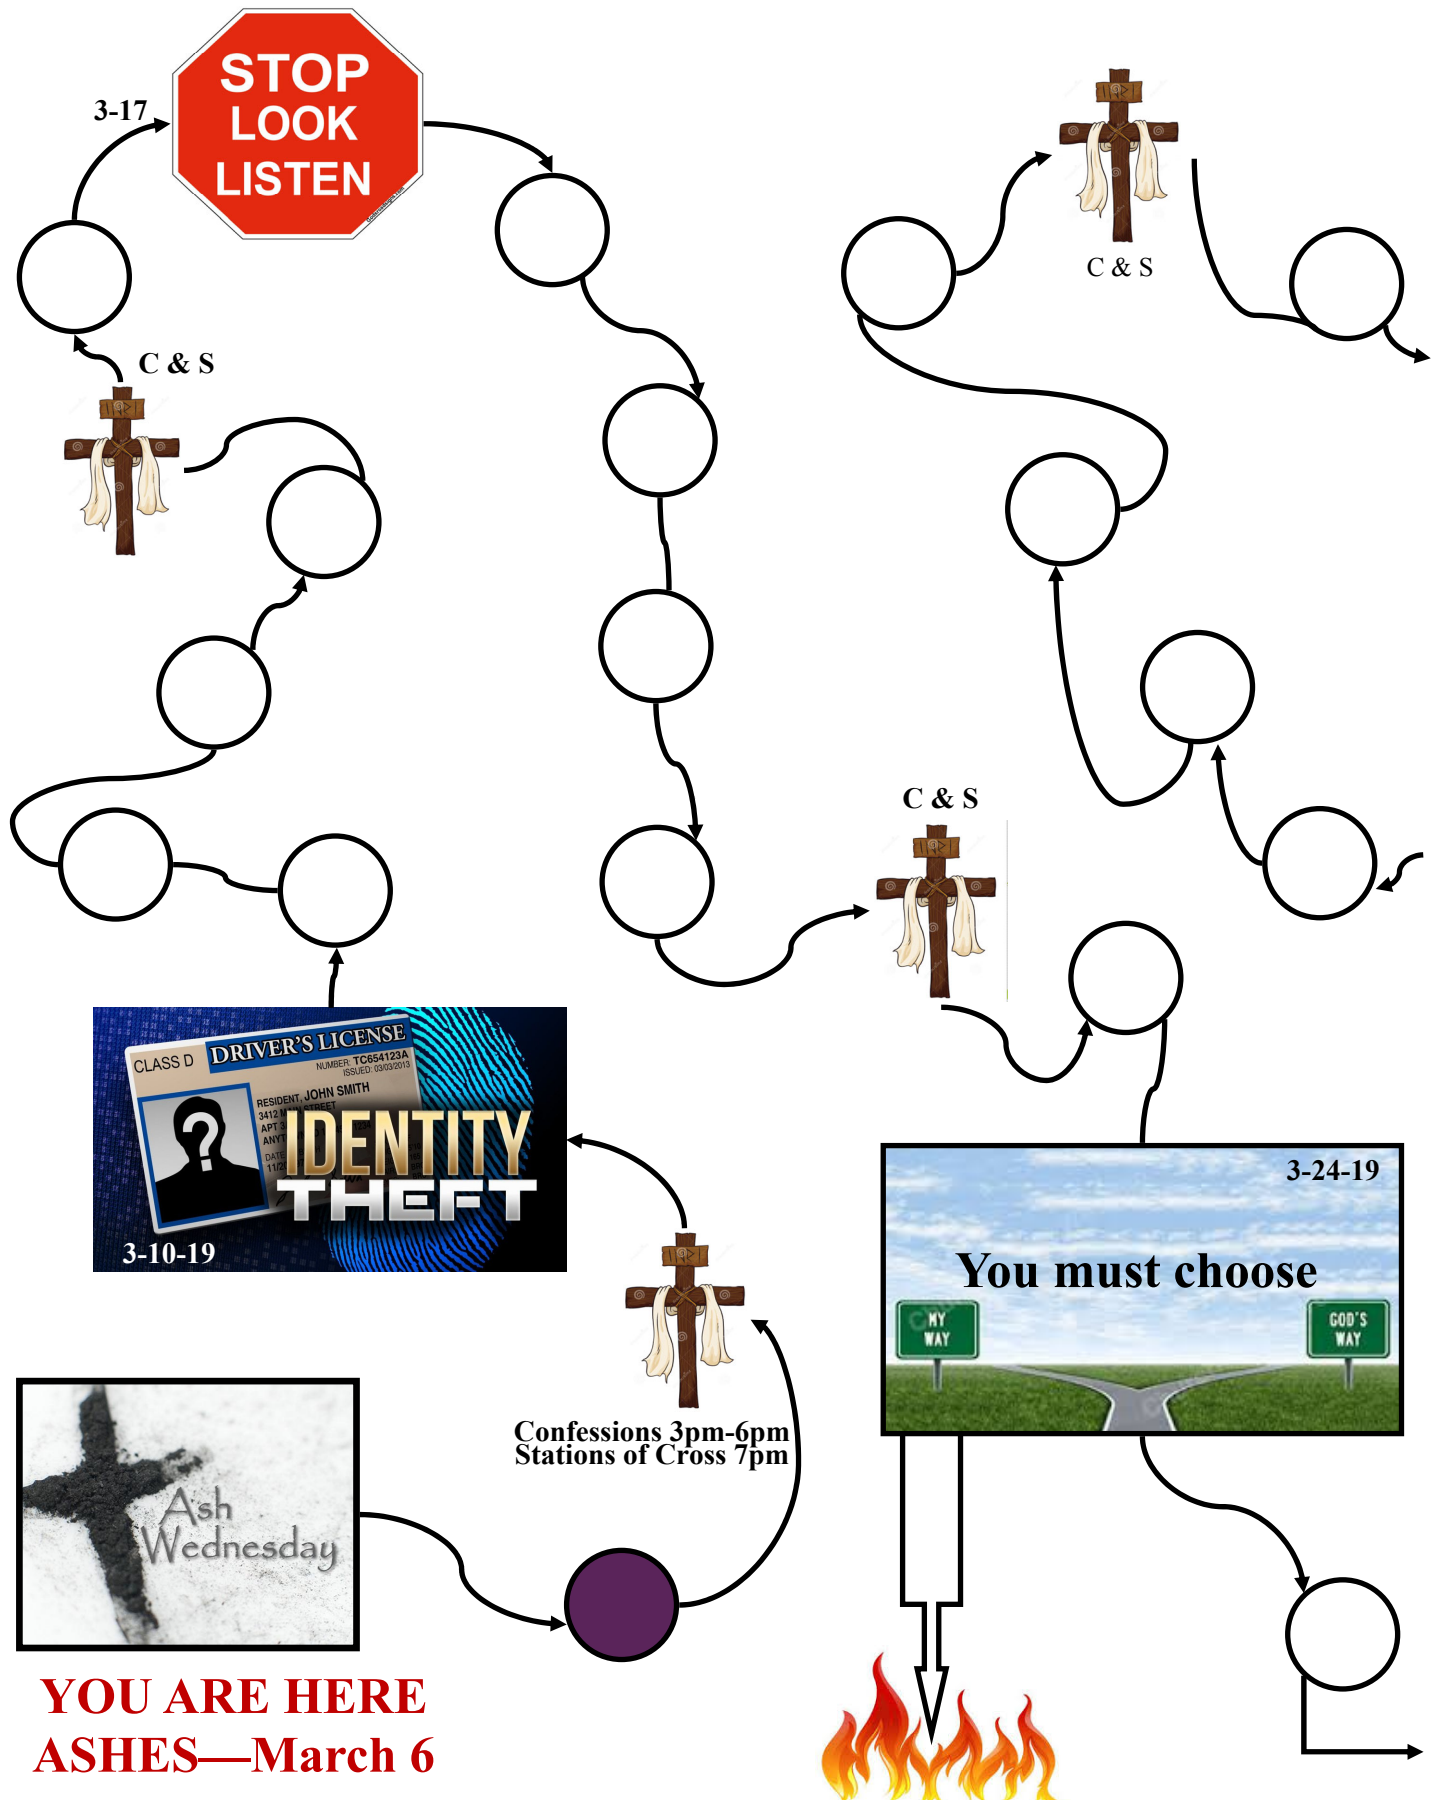 STOP
LOOK
LISTEN
3-17
C & S
C & S
C & S
CLASS D
DRIVER'S LICENSE
NUMBER: TC654123A
ISSUED: 03/03/2013
RESIDENT, JOHN SMITH
IDENTITY
THEFT
3-10-19
3-24-19
You must choose
MY
WAY
GOD'S
WAY
Confessions 3pm-6pm
Stations of Cross 7pm
Ash
Wednesday
YOU ARE HERE
ASHES—March 6